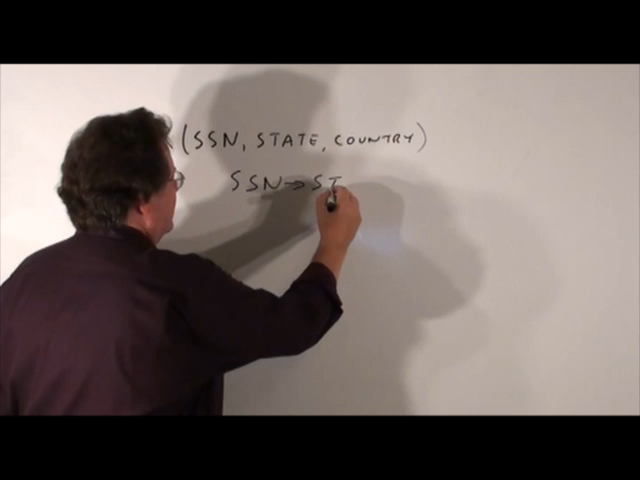 (SSN, STATE, COUNTRY)
SSN → ST